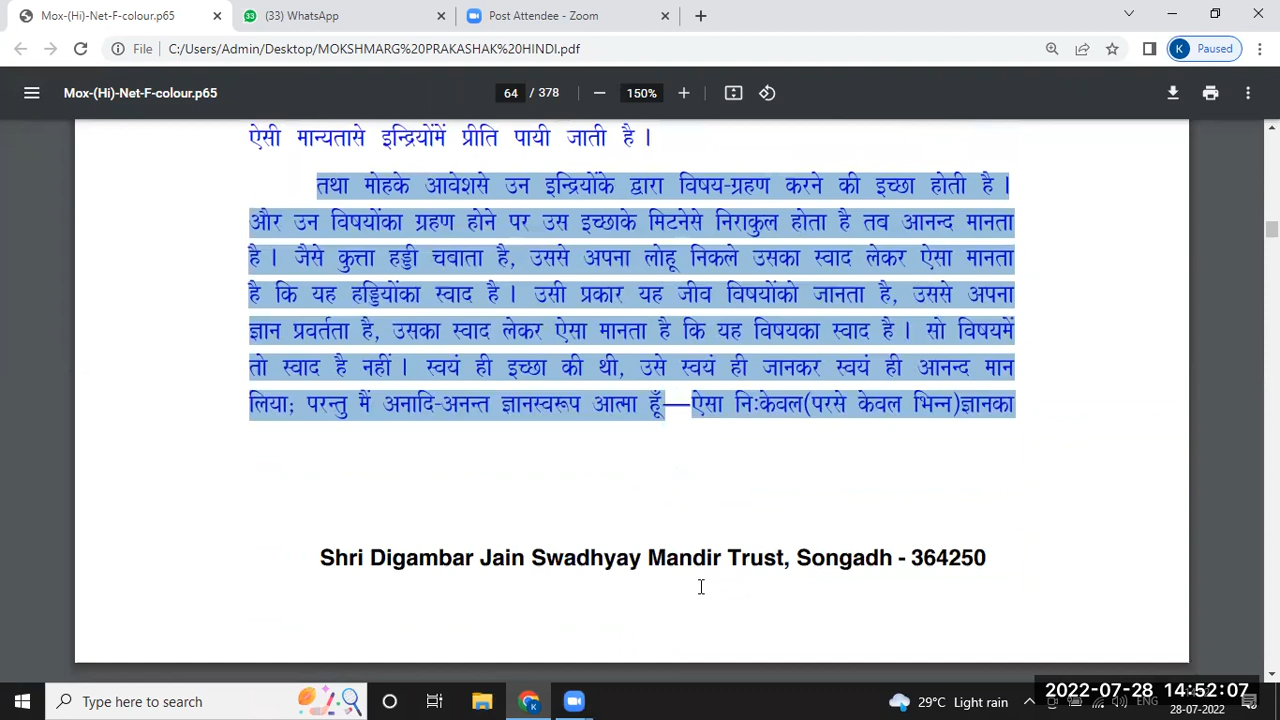 Mox-(Hi)-Net-F-colour.p65
(33) WhatsApp
Post Attendee - Zoom
File
C:/Users/Admin/Desktop/MOKSHMARG%20PRAKASHAK%20HINDI.pdf
K Paused
Mox-(Hi)-Net-F-colour.p65
64 / 378
150%
ऐसी मान्यतासे इन्द्रियोंमें प्रीति पायी जाती है ।
तथा मोहके आवेशसे उन इन्द्रियोंके द्वारा विषय-ग्रहण करने की इच्छा होती है ।
और उन विषयोंका ग्रहण होने पर उस इच्छाके मिटनेसे निराकुल होता है तव आनन्द मानता
है । जैसे कुत्ता हड्डी चवाता है, उससे अपना लोहू निकले उसका स्वाद लेकर ऐसा मानता
है कि यह हड्डियोंका स्वाद है । उसी प्रकार यह जीव विषयोंको जानता है, उससे अपना
ज्ञान प्रवर्तता है, उसका स्वाद लेकर ऐसा मानता है कि यह विषयका स्वाद है । सो विषयमें
तो स्वाद है नहीं । स्वयं ही इच्छा की थी, उसे स्वयं ही जानकर स्वयं ही आनन्द मान
लिया; परन्तु मैं अनादि-अनन्त ज्ञानस्वरूप आत्मा हूँ—ऐसा निःकेवल(परसे केवल भिन्न)ज्ञानका
Shri Digambar Jain Swadhyay Mandir Trust, Songadh - 364250
Type here to search
29°C Light rain
ENG
2022-07-28 14:52:07
28-07-2022